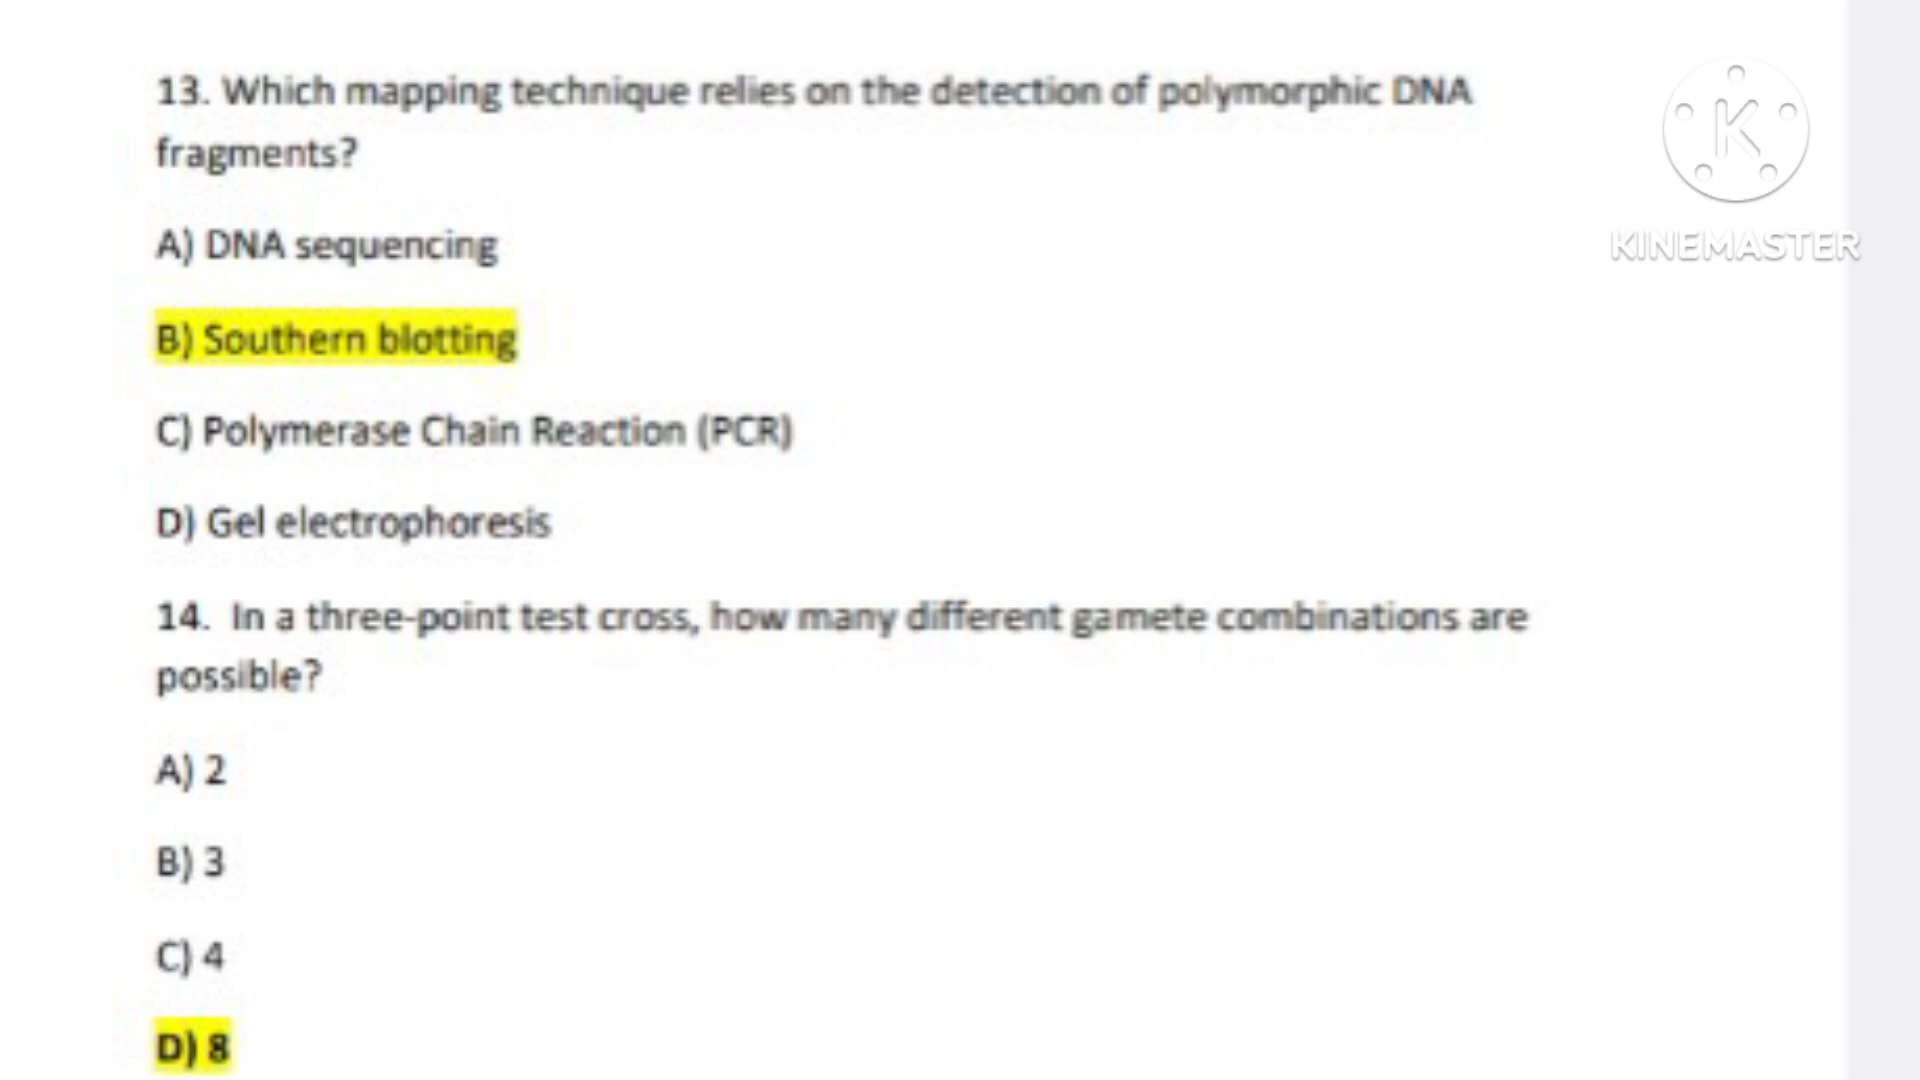 13. Which mapping technique relies on the detection of polymorphic DNA
fragments?
K
KINEMASTER
A) DNA sequencing
B) Southern blotting
C) Polymerase Chain Reaction (PCR)
D) Gel electrophoresis
14. In a three-point test cross, how many different gamete combinations are
possible?
A) 2
B) 3
C) 4
D) 8